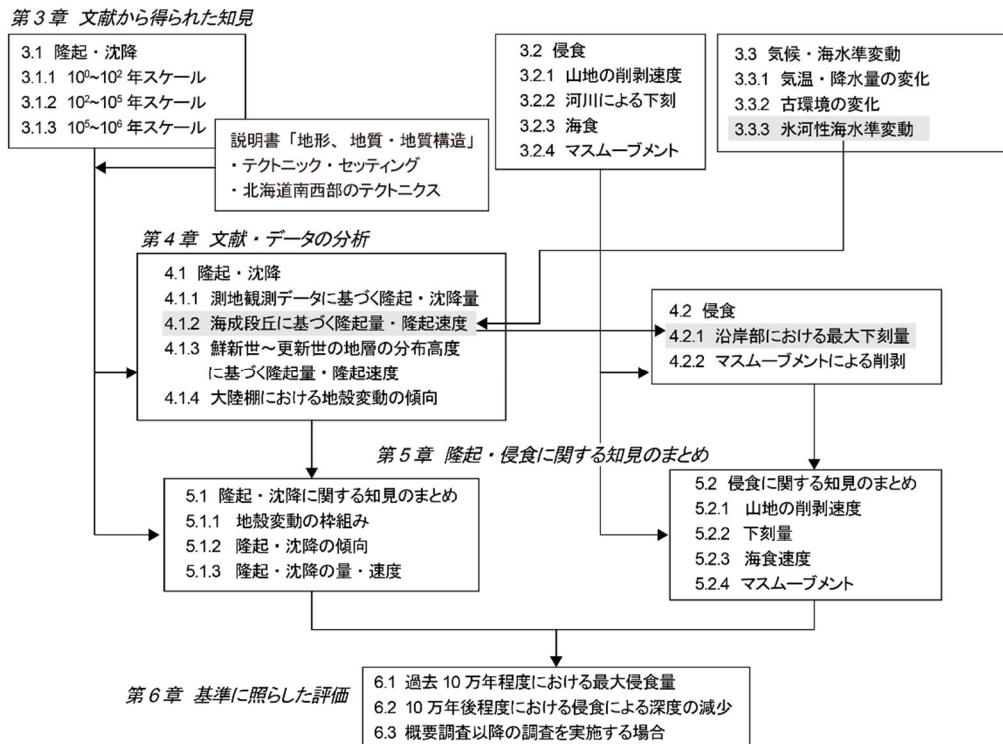 第3章 文献から得られた知見
3.1 隆起・沈降
3.1.1 10⁰~10² 年スケール
3.1.2 10²~10⁵ 年スケール
3.1.3 10⁵~10⁶ 年スケール
説明書「地形、地質・地質構造」
・テクトニック・セッティング
・北海道南西部のテクトニクス
3.2 侵食
3.2.1 山地の削剥速度
3.2.2 河川による下刻
3.2.3 海食
3.2.4 マスムーブメント
3.3 気候・海水準変動
3.3.1 気温・降水量の変化
3.3.2 古環境の変化
3.3.3 氷河性海水準変動
第4章 文献・データの分析
4.1 隆起・沈降
4.1.1 測地観測データに基づく隆起・沈降量
4.1.2 海成段丘に基づく隆起量・隆起速度
4.1.3 鮮新世~更新世の地層の分布高度
に基づく隆起量・隆起速度
4.1.4 大陸棚における地殻変動の傾向
4.2 侵食
4.2.1 沿岸部における最大下刻量
4.2.2 マスムーブメントによる削剥
第5章 隆起・侵食に関する知見のまとめ
5.1 隆起・沈降に関する知見のまとめ
5.1.1 地殻変動の枠組み
5.1.2 隆起・沈降の傾向
5.1.3 隆起・沈降の量・速度
5.2 侵食に関する知見のまとめ
5.2.1 山地の削剥速度
5.2.2 下刻量
5.2.3 海食速度
5.2.4 マスムーブメント
第6章 基準に照らした評価
6.1 過去10万年程度における最大侵食量
6.2 10万年後程度における侵食による深度の減少
6.3 概要調査以降の調査を実施する場合